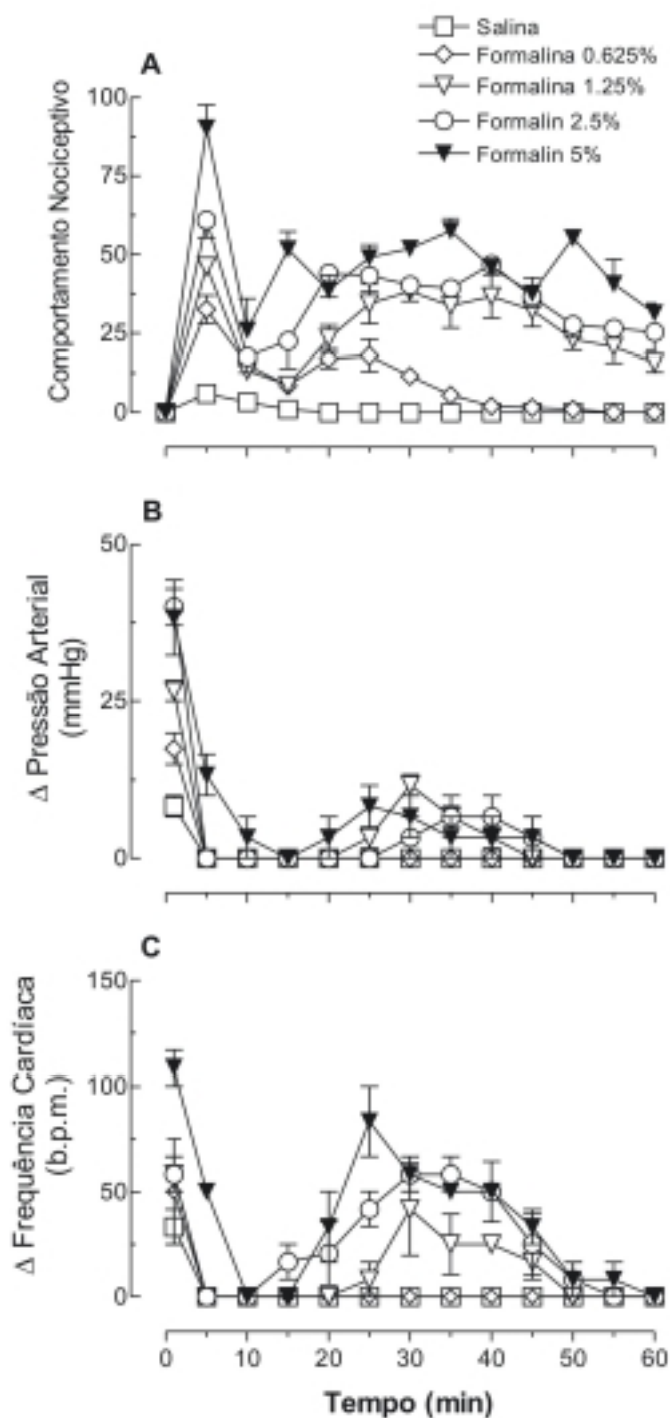 Salina
Formalina 0.625%
Formalina 1.25%
Formalin 2.5%
Formalin 5%
A
100
75
50
25
0
Comportamento Nociceptivo
B
50
25
0
Δ Pressão Arterial
(mmHg)
C
150
100
50
0
Δ Frequência Cardíaca
(b.p.m.)
0 10 20 30 40 50 60
Tempo (min)